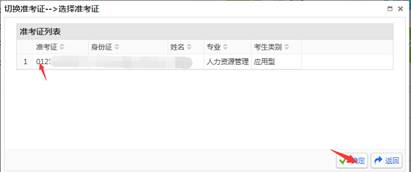 切换准考证-->选择准考证
准考证列表
准考证 身份证 姓名 专业 考生类别
1 012 人力资源管理 应用型
确定 返回